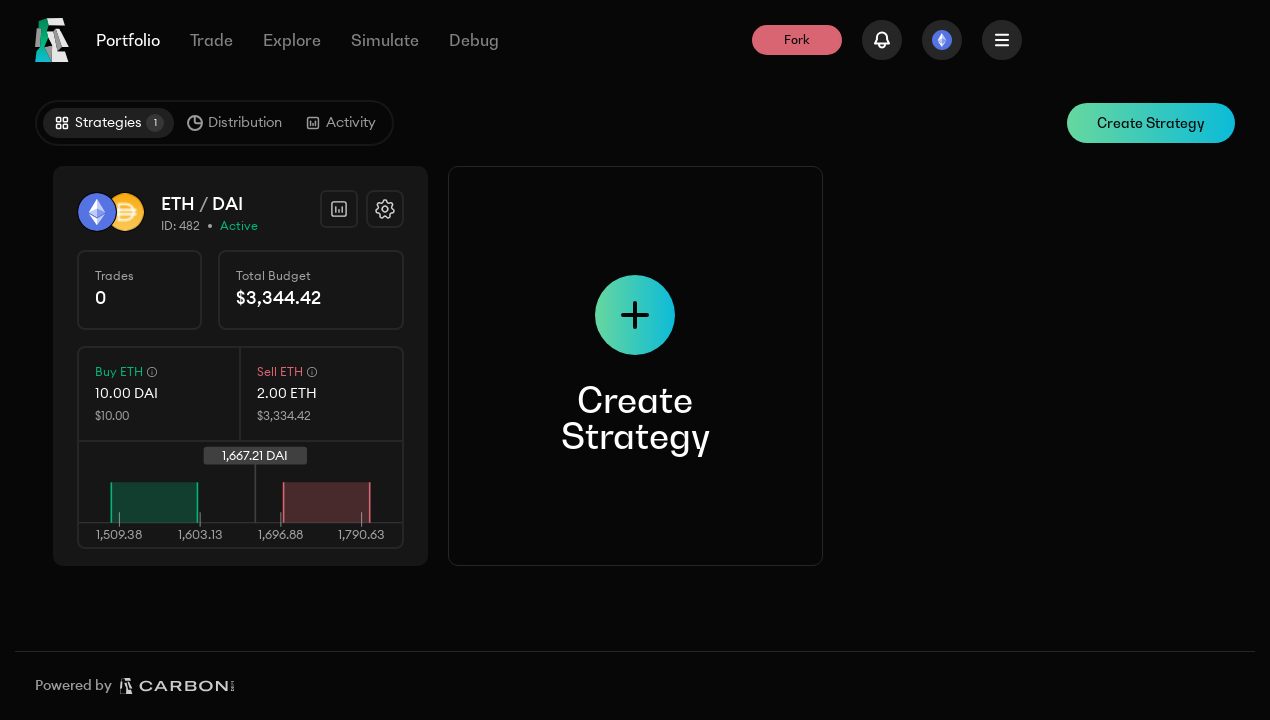 Portfolio Trade Explore Simulate Debug Fork
Strategies 1 Distribution Activity Create Strategy
ETH / DAI
ID: 482 • Active
Trades
0
Total Budget
$3,344.42
Buy ETH
10.00 DAI
$10.00
Sell ETH
2.00 ETH
$3,334.42
1,667.21 DAI
1,509.38 1,603.13 1,696.88 1,790.63
Create
Strategy
Powered by CARBON DEFI